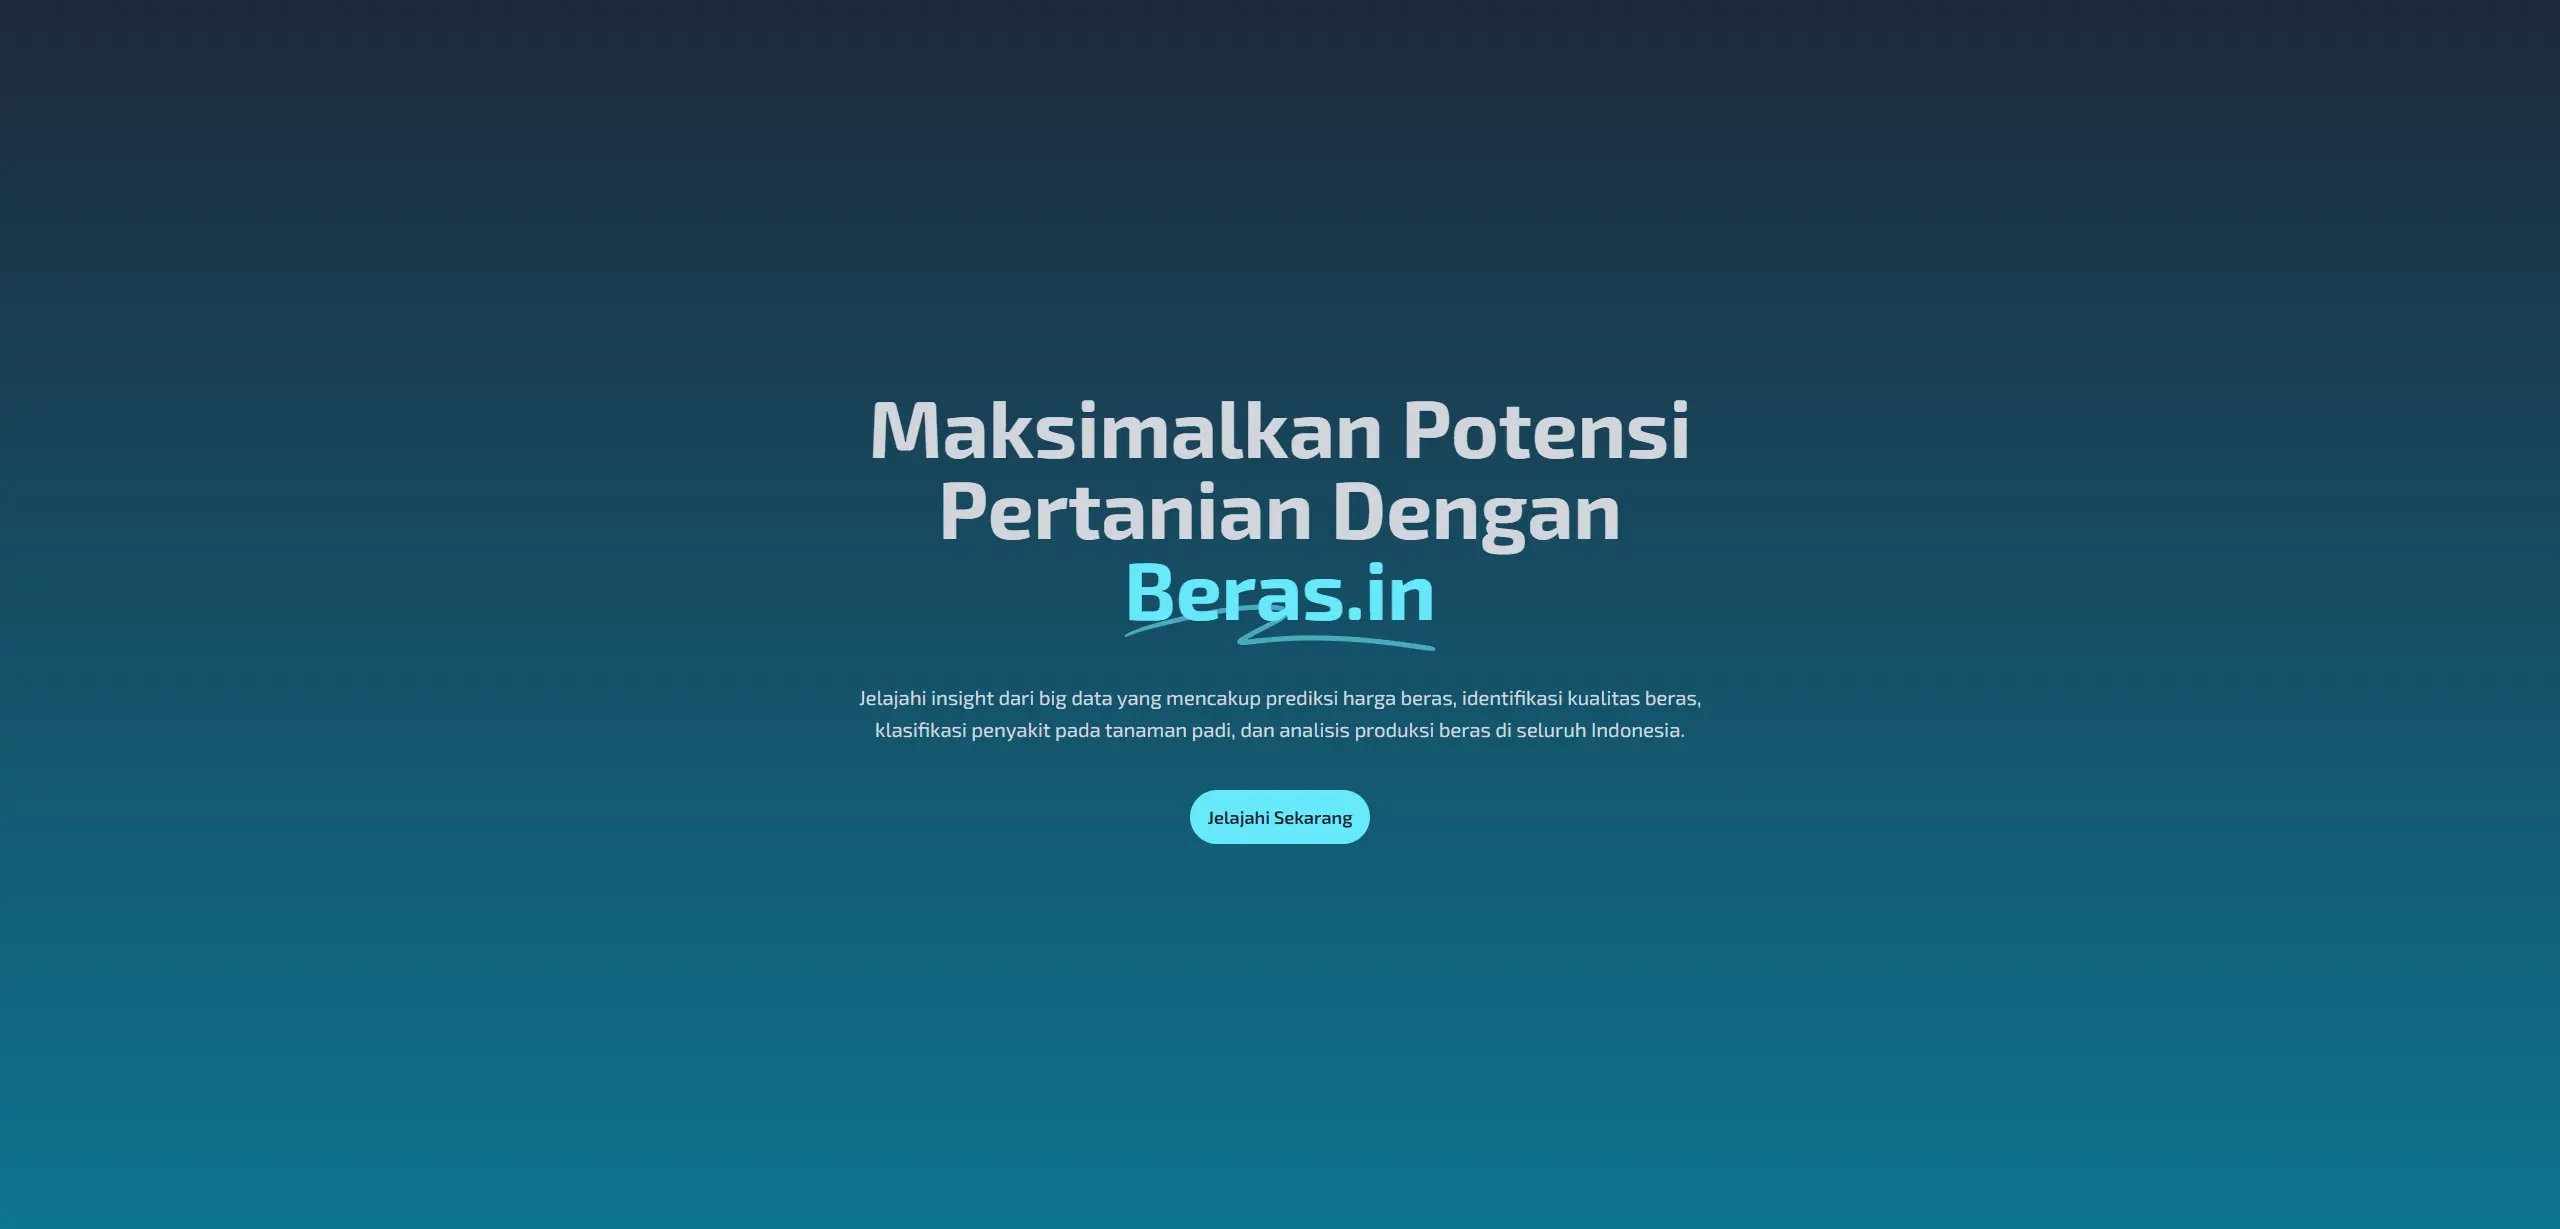 Maksimalkan Potensi
Pertanian Dengan
Beras.in
Jelajahi insight dari big data yang mencakup prediksi harga beras, identifikasi kualitas beras,
klasifikasi penyakit pada tanaman padi, dan analisis produksi beras di seluruh Indonesia.
Jelajahi Sekarang